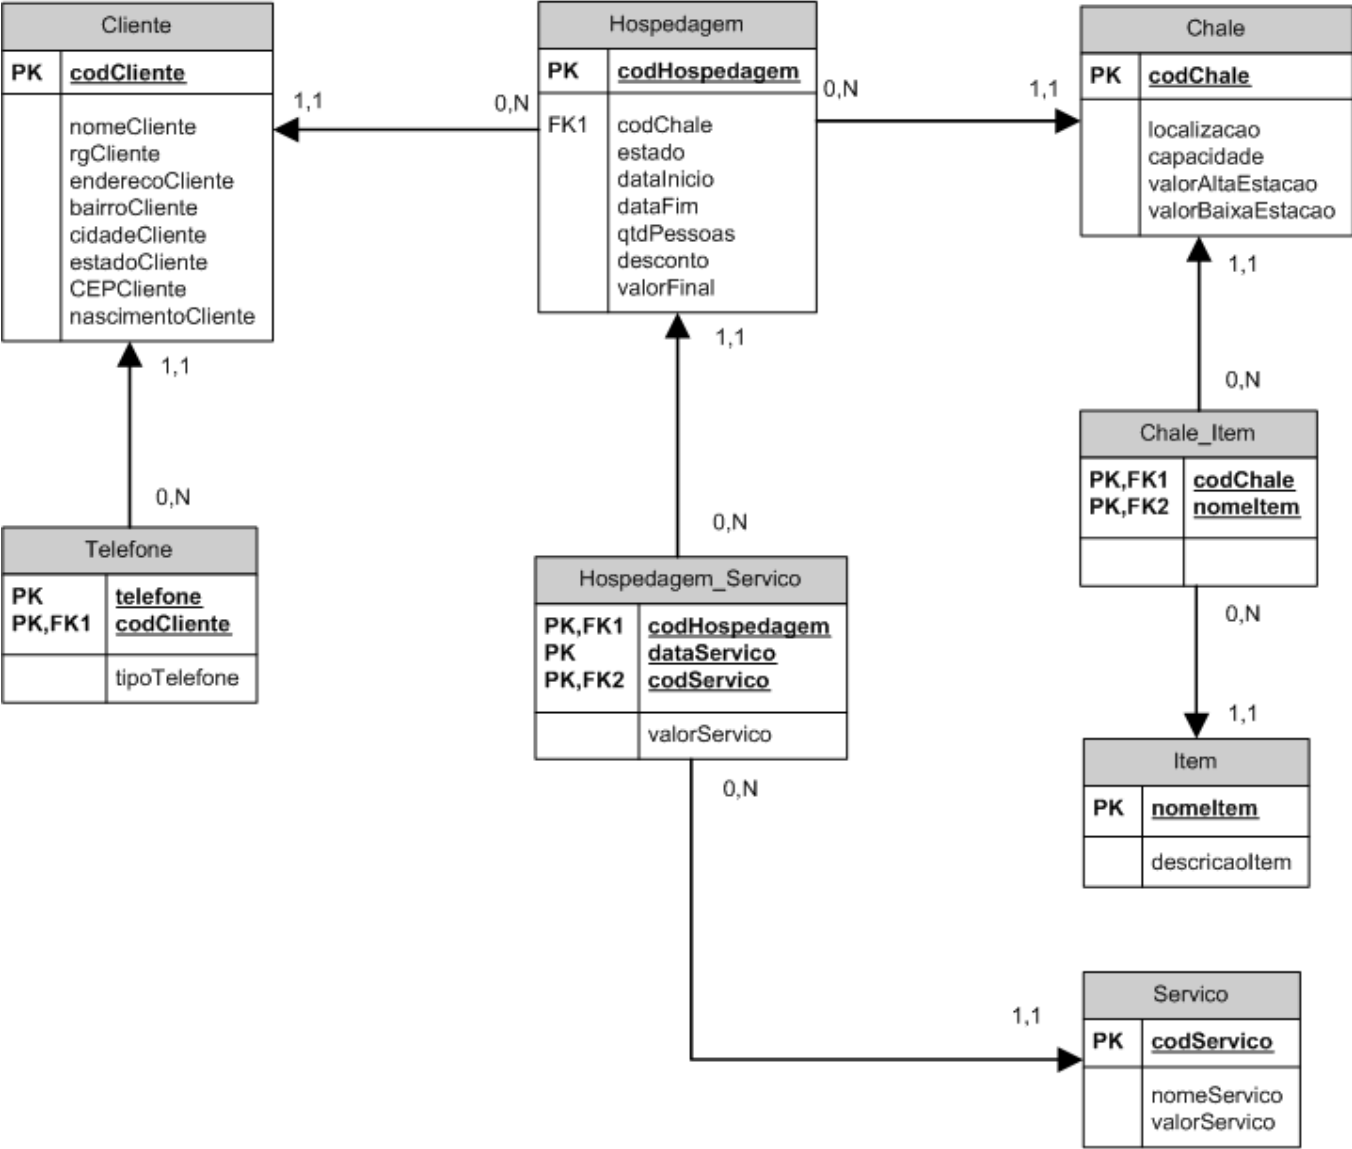 Cliente
PK codCliente
nomeCliente
rgCliente
enderecoCliente
bairroCliente
cidadeCliente
estadoCliente
CEPCliente
nascimentoCliente
1,1
0,N
Hospedagem
PK codHospedagem
FK1 codChale
estado
dataInicio
dataFim
qtdPessoas
desconto
valorFinal
0,N
1,1
Chale
PK codChale
localizacao
capacidade
valorAltaEstacao
valorBaixaEstacao
1,1
0,N
Telefone
PK telefone
PK,FK1 codCliente
tipoTelefone
1,1
0,N
Hospedagem_Servico
PK,FK1 codHospedagem
PK dataServico
PK,FK2 codServico
valorServico
0,N
1,1
1,1
0,N
Chale_Item
PK,FK1 codChale
PK,FK2 nomeItem
0,N
1,1
Item
PK nomeItem
descricaoItem
Servico
PK codServico
nomeServico
valorServico